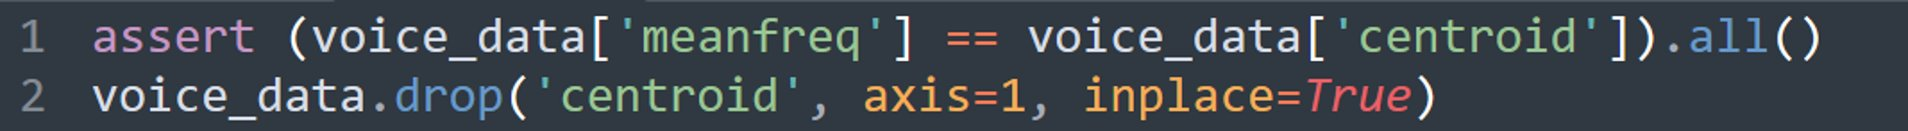 1 assert (voice_data['meanfreq'] == voice_data['centroid']).all()
2 voice_data.drop('centroid', axis=1, inplace=True)